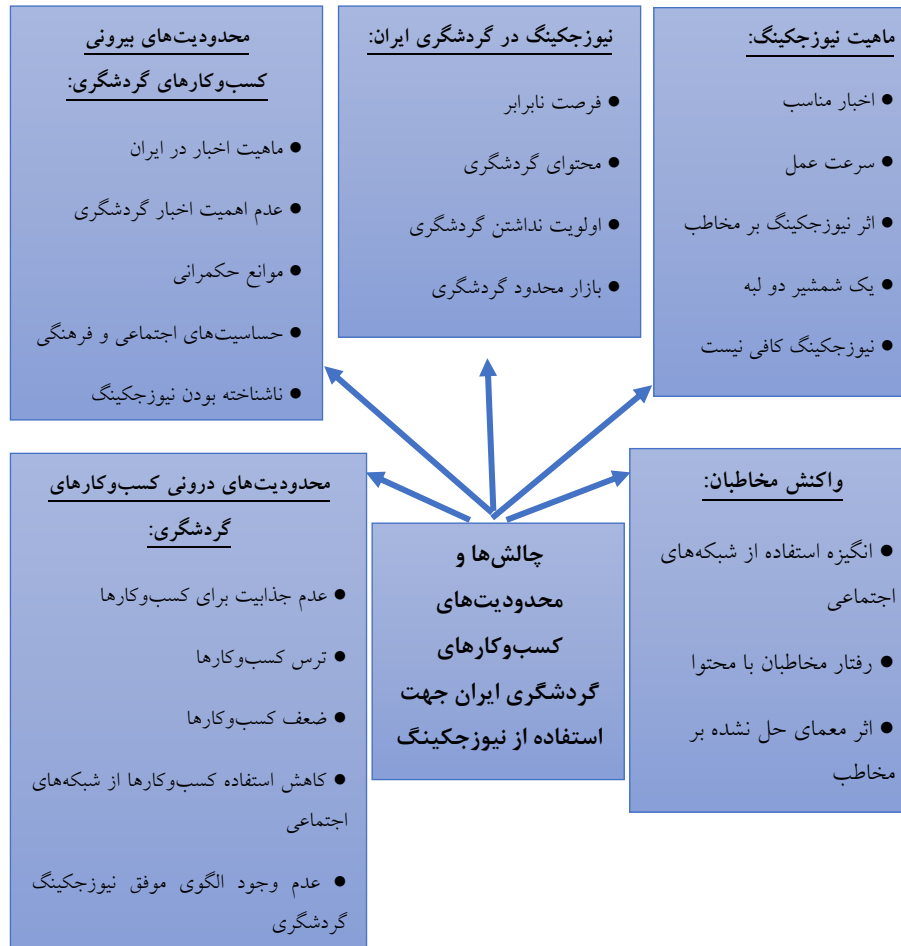 ماهیت نیوزجکینگ:
● اخبار مناسب
● سرعت عمل
● اثر نیوزجکینگ بر مخاطب
● یک شمشیر دو لبه
● نیوزجکینگ کافی نیست
نیوزجکینگ در گردشگری ایران:
● فرصت نابرابر
● محتوای گردشگری
● اولویت نداشتن گردشگری
● بازار محدود گردشگری
محدودیت‌های بیرونی
کسب‌وکارهای گردشگری:
● ماهیت اخبار در ایران
● عدم اهمیت اخبار گردشگری
● موانع حکمرانی
● حساسیت‌های اجتماعی و فرهنگی
● ناشناخته بودن نیوزجکینگ
واکنش مخاطبان:
● انگیزه استفاده از شبکه‌های
اجتماعی
● رفتار مخاطبان با محتوا
● اثر معمای حل نشده بر
مخاطب
چالش‌ها و
محدودیت‌های
کسب‌وکارهای
گردشگری ایران جهت
استفاده از نیوزجکینگ
محدودیت‌های درونی کسب‌وکارهای
گردشگری:
● عدم جذابیت برای کسب‌وکارها
● ترس کسب‌وکارها
● ضعف کسب‌وکارها
● کاهش استفاده کسب‌وکارها از شبکه‌های
اجتماعی
● عدم وجود الگوی موفق نیوزجکینگ
گردشگری